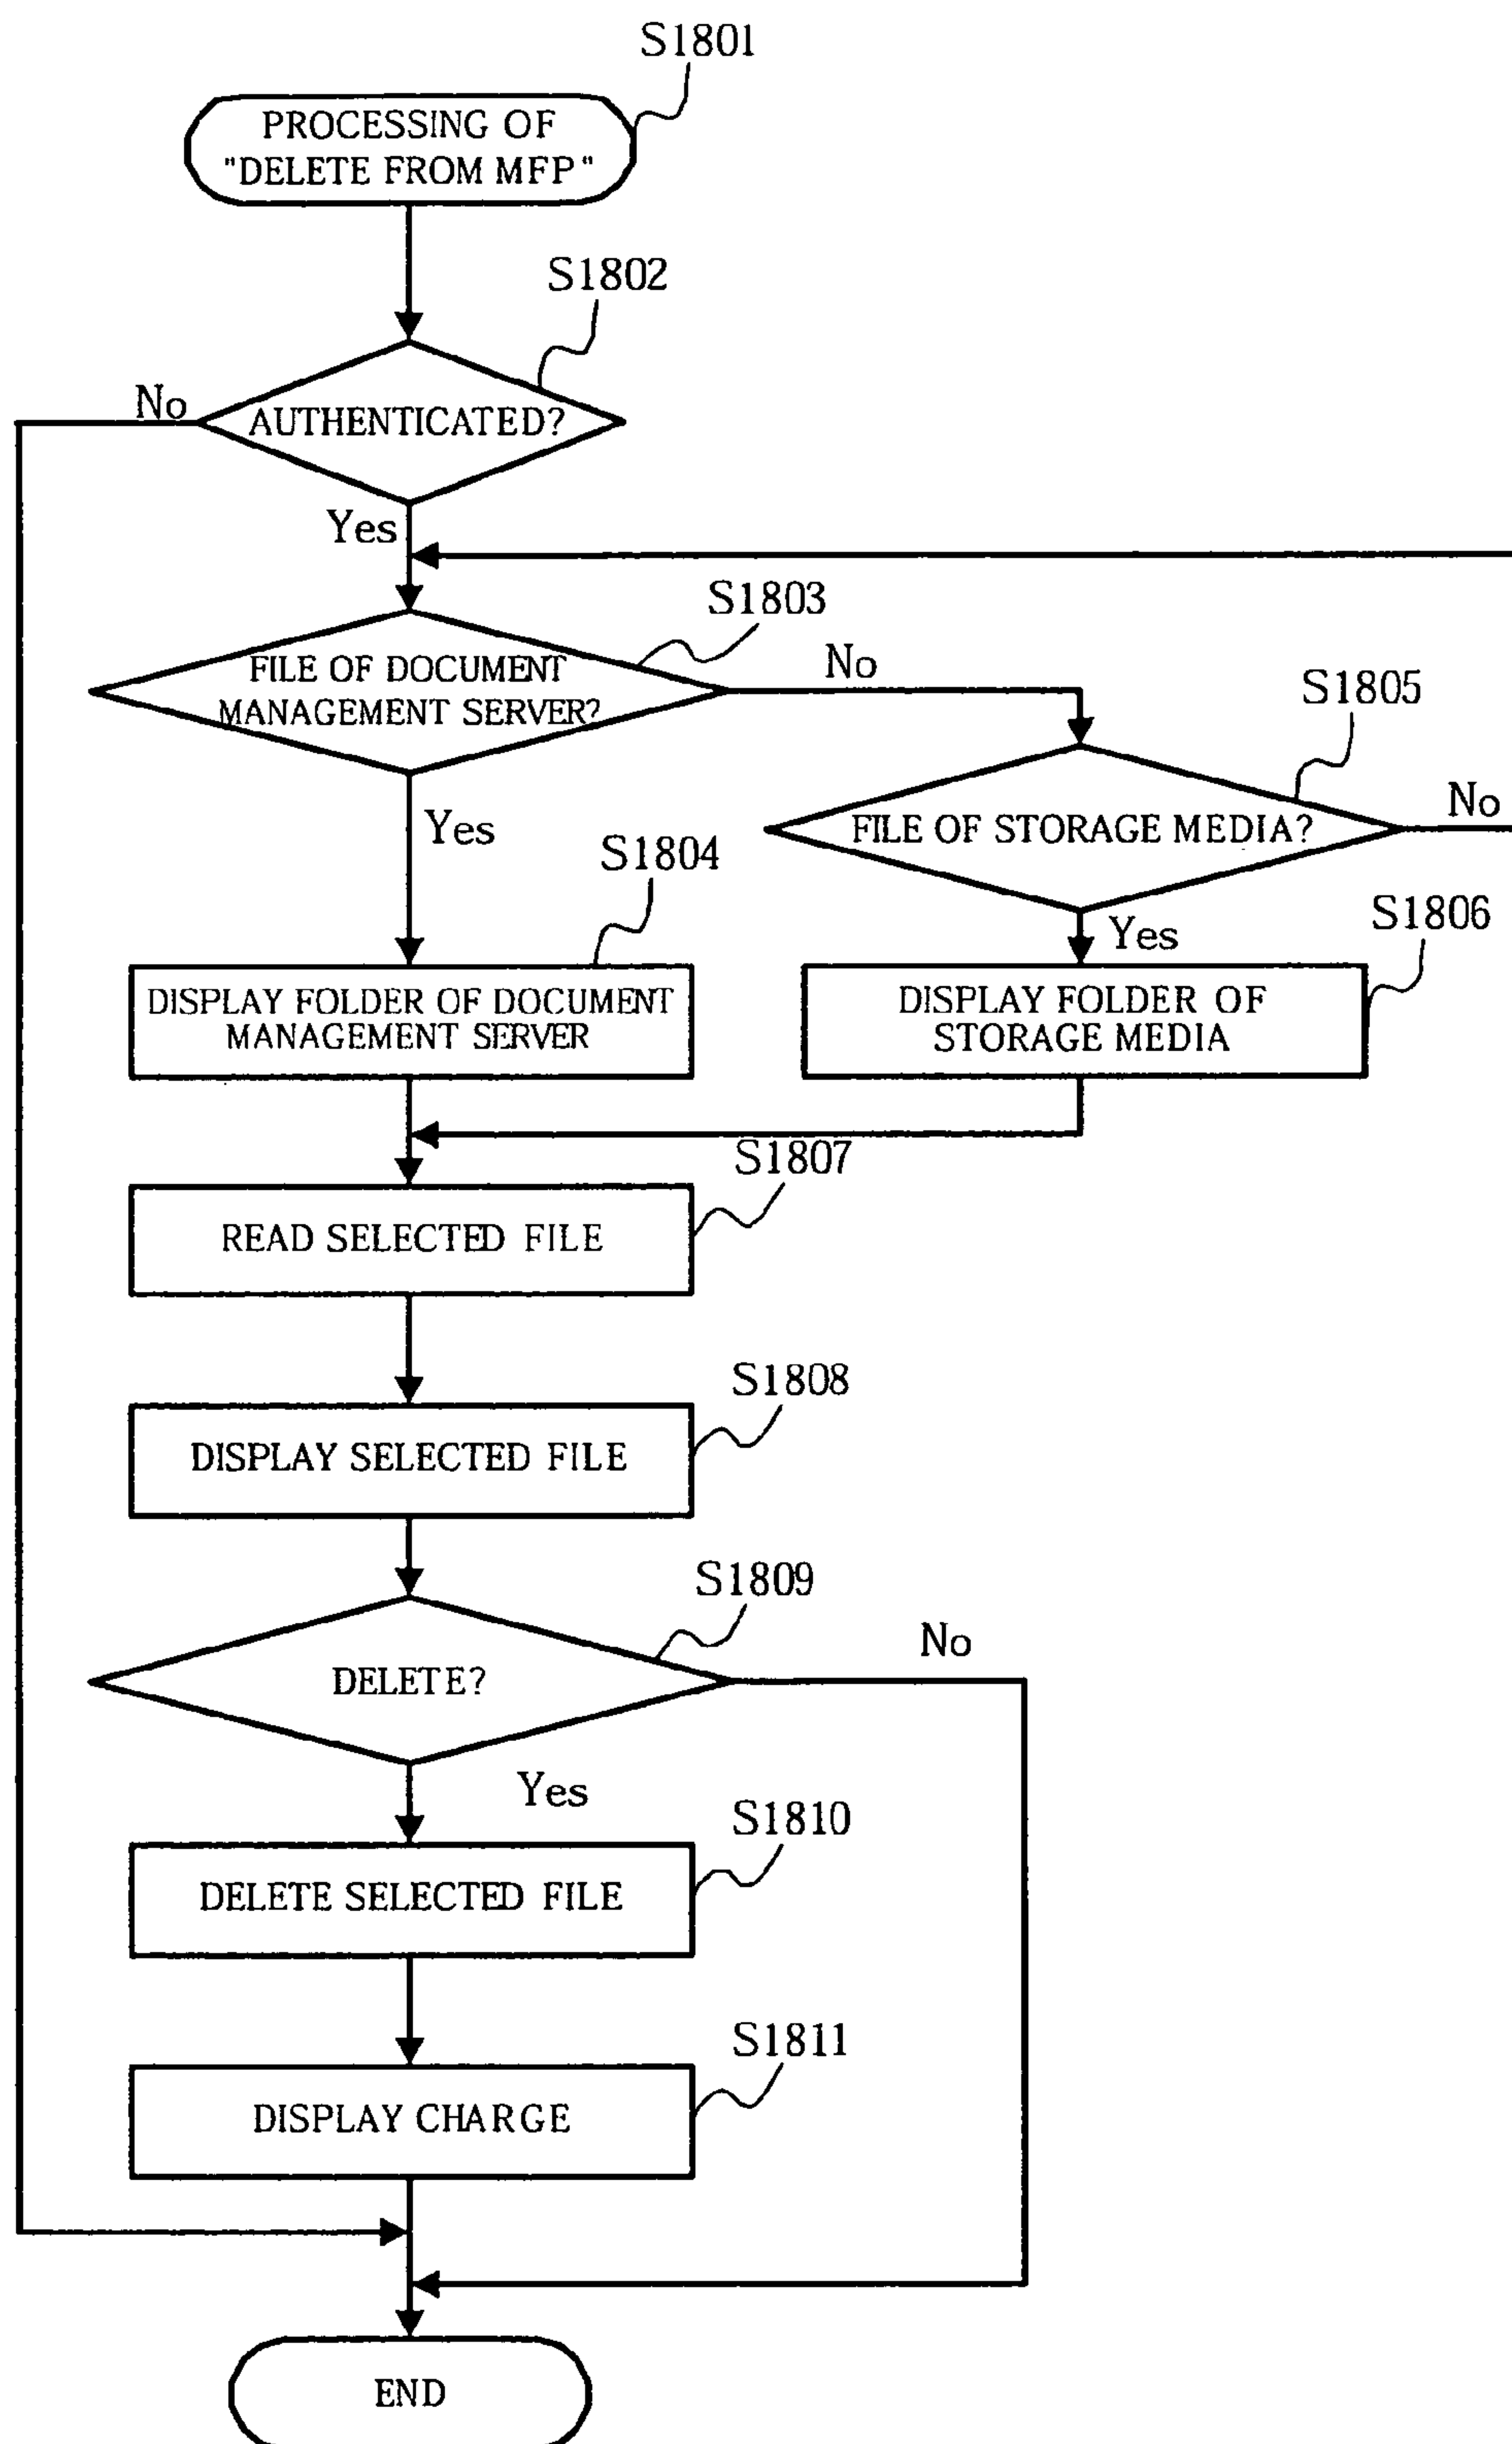 S1801
PROCESSING OF
"DELETE FROM MFP"
S1802
No
AUTHENTICATED?
Yes
S1803
FILE OF DOCUMENT
MANAGEMENT SERVER?
No
S1805
Yes
FILE OF STORAGE MEDIA?
No
S1804
S1806
Yes
DISPLAY FOLDER OF DOCUMENT
MANAGEMENT SERVER
DISPLAY FOLDER OF
STORAGE MEDIA
S1807
READ SELECTED FILE
S1808
DISPLAY SELECTED FILE
S1809
No
DELETE?
Yes
S1810
DELETE SELECTED FILE
S1811
DISPLAY CHARGE
END